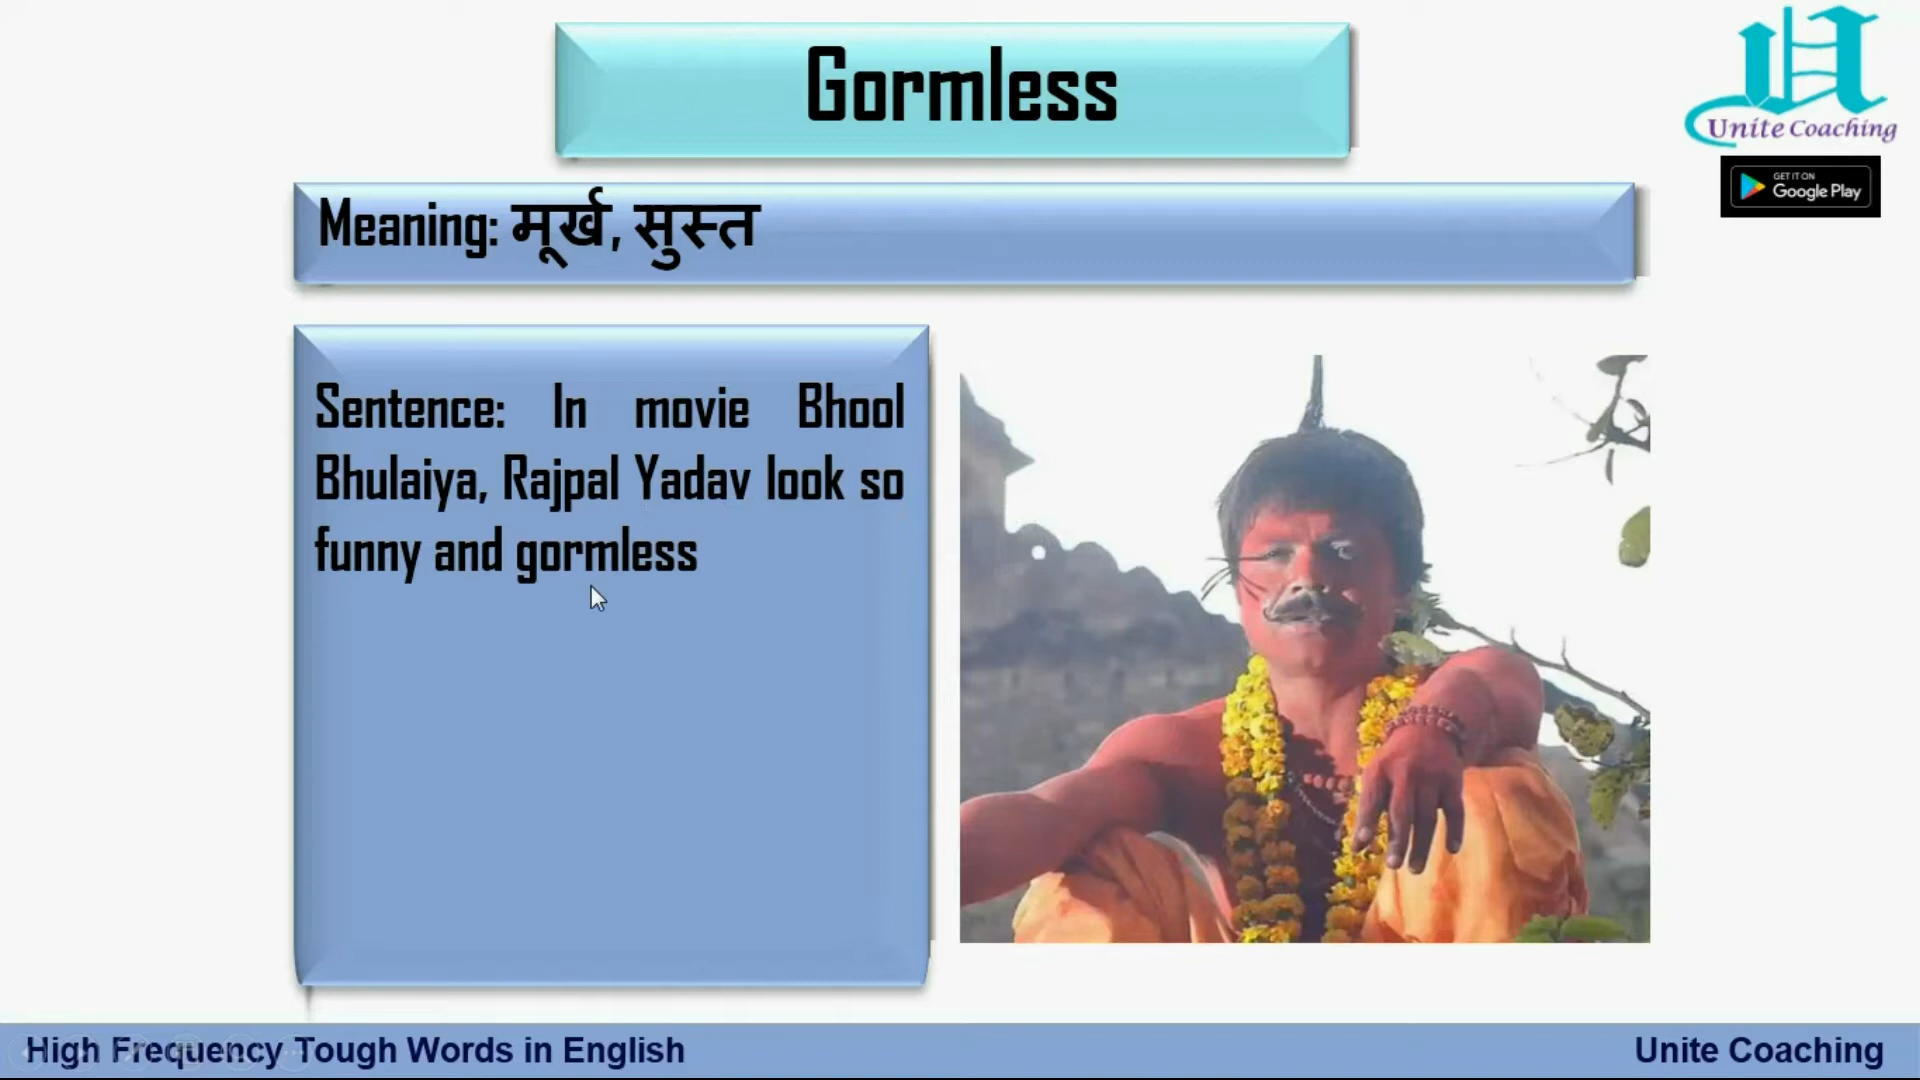 Gormless
Unite Coaching
GET IT ON
Google Play
Meaning: मूर्ख, सुस्त
Sentence: In movie Bhool
Bhulaiya, Rajpal Yadav look so
funny and gormless
High Frequency Tough Words in English
Unite Coaching